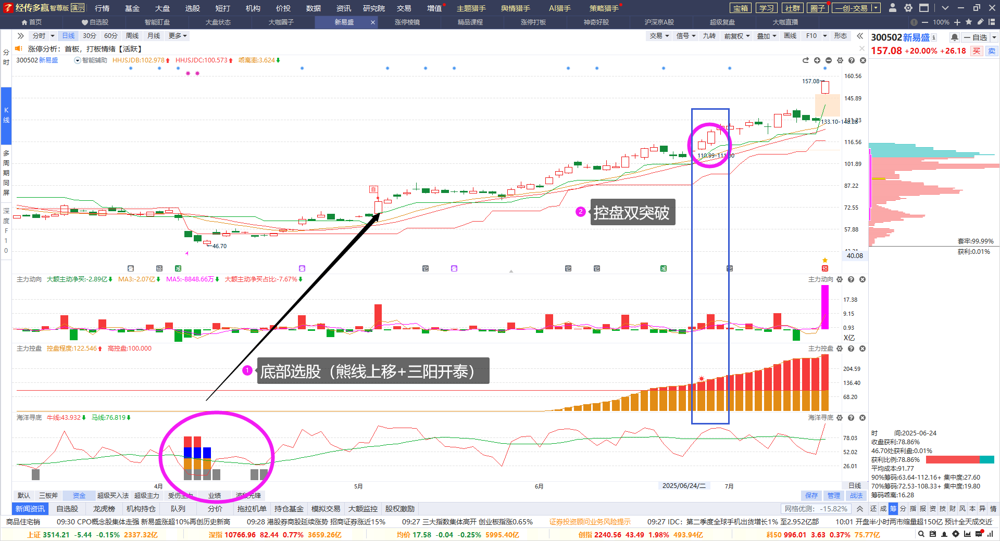 经传多赢 智尊版 演示 行情 基金 大盘 选股 短打 机构 价投 数据 资讯 研究院 交易 增值 主题猎手 舆情猎手 AI猎手 策略猎手 宝箱 学习 社群 圈子 一创-交易
首页 自选股 智能盯盘 大盘状态 大咖圈子 新易盛 × 涨停棱镜 精品课程 涨停打板 神奇好股 沪深京A股 超级复盘 大咖直播 100%
分时 日线 30分 60分 周线 月线 更多 交易 信号 九转 前复权 叠加 画线 F10 形态
300502 新易盛 自选
157.08 +20.00% +26.18 买 卖
涨停分析：首板，打板情绪【活跃】
300502 新易盛 智能辅助 HHJSJDB:102.978 HHJSJDC:100.573 乖离率:3.624
分时
K线
多周期同屏
深度F10
160.56
157.08
145.89
133.10-148.28
131.23
116.56
110.99-111.00
101.89
87.22
自
72.55
2 控盘双突破
57.88
46.70
40.08
套牢:99.99%
获利:0.01%
减 减 预
主力动向 大额主动净买:-2.89亿 MA3:-2.07亿 MA5:-8848.66万 大额主动净买占比:-7.67% 主力动向
17.38
9.15
0.93
X亿
主力控盘 控盘程度:122.546 高控盘:100.000 主力控盘
1 底部选股（熊线上移+三阳开泰）
204.59
136.40
68.20
海洋寻底 牛线:43.932 马线:76.819 海洋寻底
78.03
52.02
26.01
时 间:2025-06-24
收盘获利:78.86%
46.70处获利盘:0.01%
获利比例:78.86%
平均成本:91.77
90%筹码:63.64-112.16+ 集中度:27.60
70%筹码:72.53-108.33+ 集中度:19.80
筹码乖离:16.28
4月 5月 6月 2025/06/24/二 7月 日线
默认 三板斧 资金 超级买入法 超级主力 受伤主力 业绩 波段先锋 保存 管理 战法
新闻资讯 自选股 龙虎榜 机构持仓 队列 分价 拖拉机单 持仓基金 模拟交易 大额监控 股权激励 网格优测: -15.82% 还 成 筹 分 指 报 资 技 财 风 本 异 情
商品住宅销 09:30 CPO概念股集体走强 新易盛涨超10%再创历史新高 09:28 港股券商股延续涨势 招商证券涨近15% 09:27 三大指数集体高开 创业板指涨0.65% 证券投资顾问业务风险提示 09:27 IDC：第二季度全球手机出货增长1% 至2.952亿部 10:01 开盘半小时两市缩量超150亿 预计全天成交近
上证 3514.21 -5.44 -0.15% 2337.32亿 深指 10766.96 82.44 0.77% 3659.26亿 均价 17.58 -0.04 -0.25% 5995.40亿 创指 2240.56 43.49 1.98% 493.94亿 科50 996.01 3.63 0.37% 75.77亿